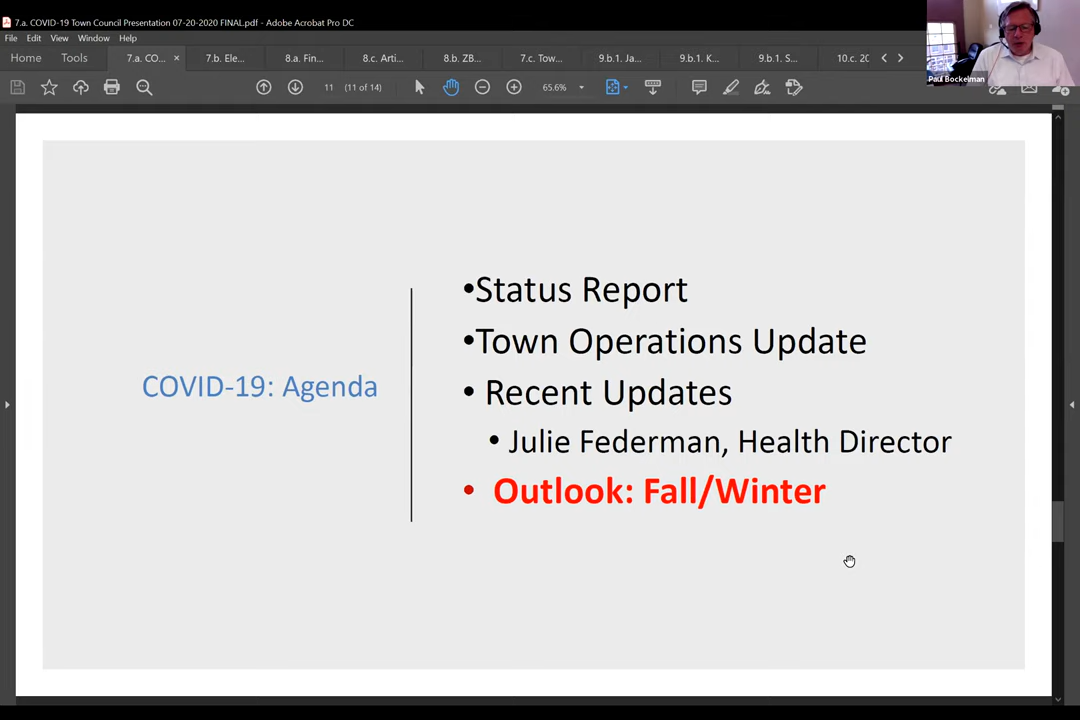 7.a. COVID-19 Town Council Presentation 07-20-2020 FINAL.pdf - Adobe Acrobat Pro DC
File Edit View Window Help
Home Tools 7.a. CO... × 7.b. Ele... 8.a. Fin... 8.c. Arti... 8.b. ZB... 7.c. Tow... 9.b.1. Ja... 9.b.1. K... 9.b.1. S... 10.c. 2C
11 (11 of 14) 65.6%
Paul Bockelman
COVID-19: Agenda
•Status Report
•Town Operations Update
• Recent Updates
• Julie Federman, Health Director
• Outlook: Fall/Winter